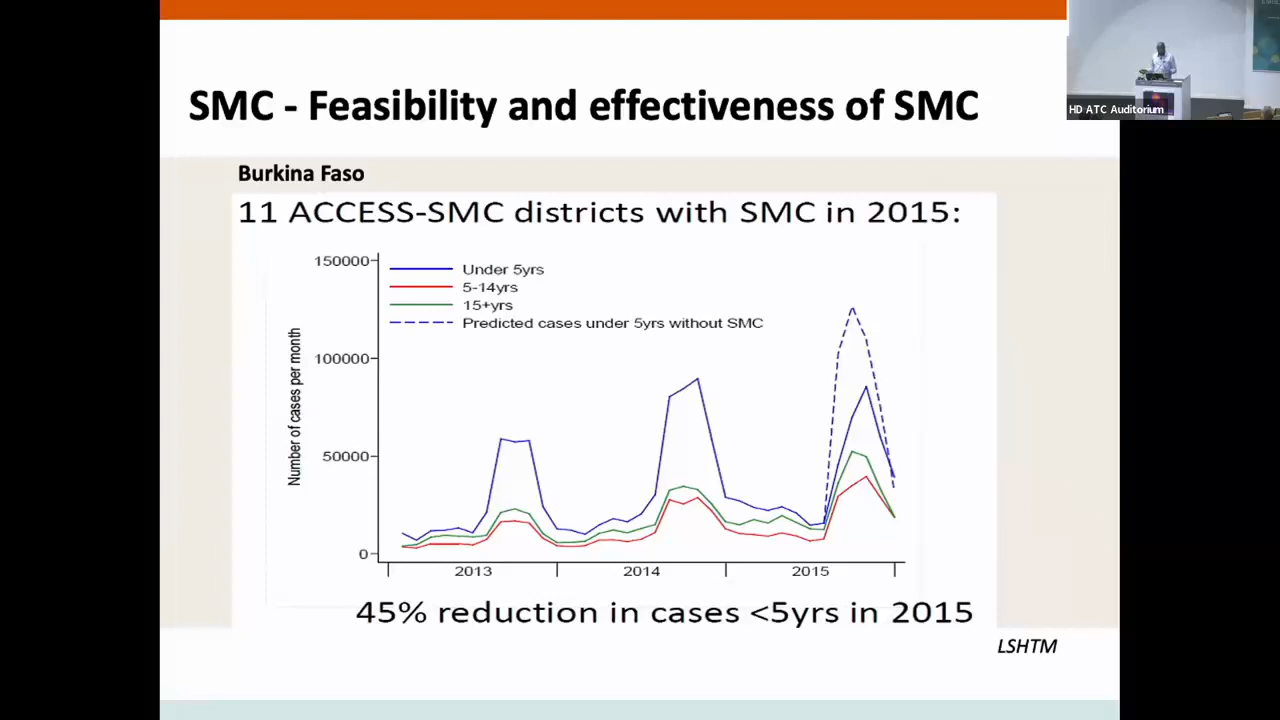 SMC - Feasibility and effectiveness of SMC
HD ATC Auditorium
Burkina Faso
11 ACCESS-SMC districts with SMC in 2015:
150000
100000
50000
0
Number of cases per month
Under 5yrs
5-14yrs
15+yrs
Predicted cases under 5yrs without SMC
2013
2014
2015
45% reduction in cases <5yrs in 2015
LSHTM